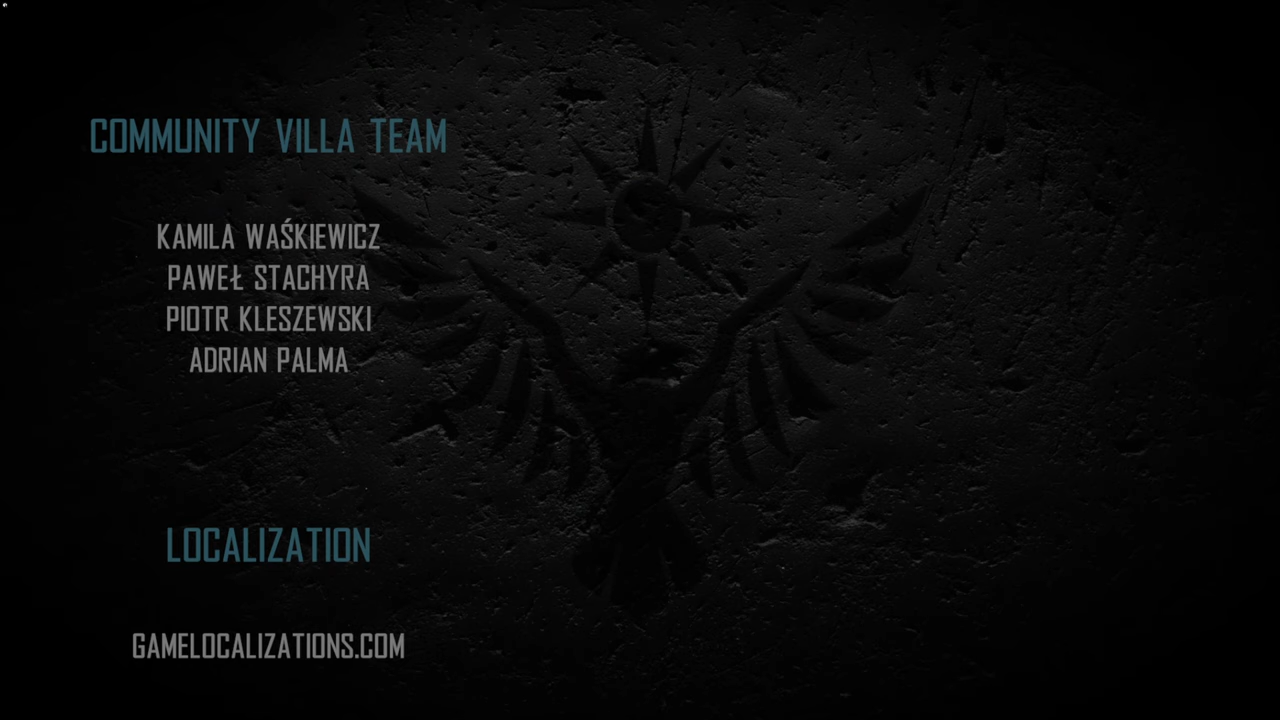 COMMUNITY VILLA TEAM
KAMILA WAŚKIEWICZ
PAWEŁ STACHYRA
PIOTR KLESZEWSKI
ADRIAN PALMA
LOCALIZATION
GAMELOCALIZATIONS.COM